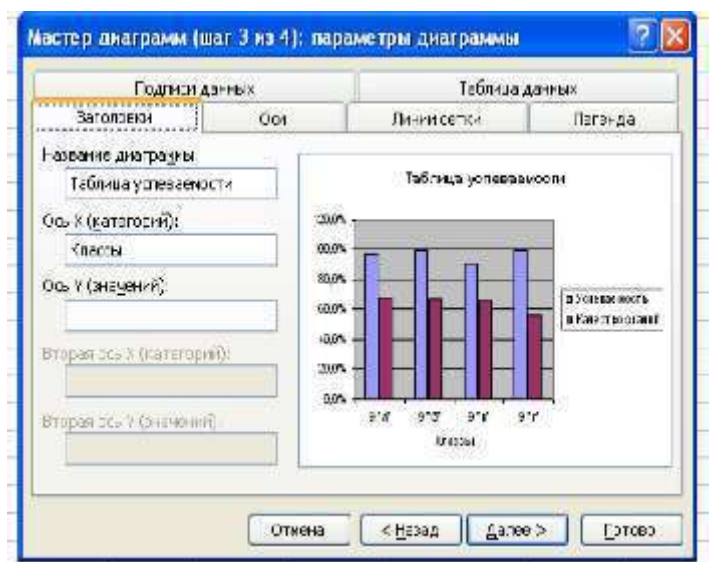 Мастер диаграмм (шаг 3 из 4): параметры диаграммы
Подписи данных
Таблица данных
Заголовки
Оси
Линии сетки
Легенда
Название диаграммы
Таблица успеваемости
Ось X (категорий):
Классы
Ось Y (значений):
Вторая ось X (категорий):
Вторая ось Y (значений)
Таблица успеваемости
120,0%
100,0%
80,0%
60,0%
40,0%
20,0%
0,0%
Классы
Успеваемость
Качество знаний
Отмена
< Назад
Далее >
Готово